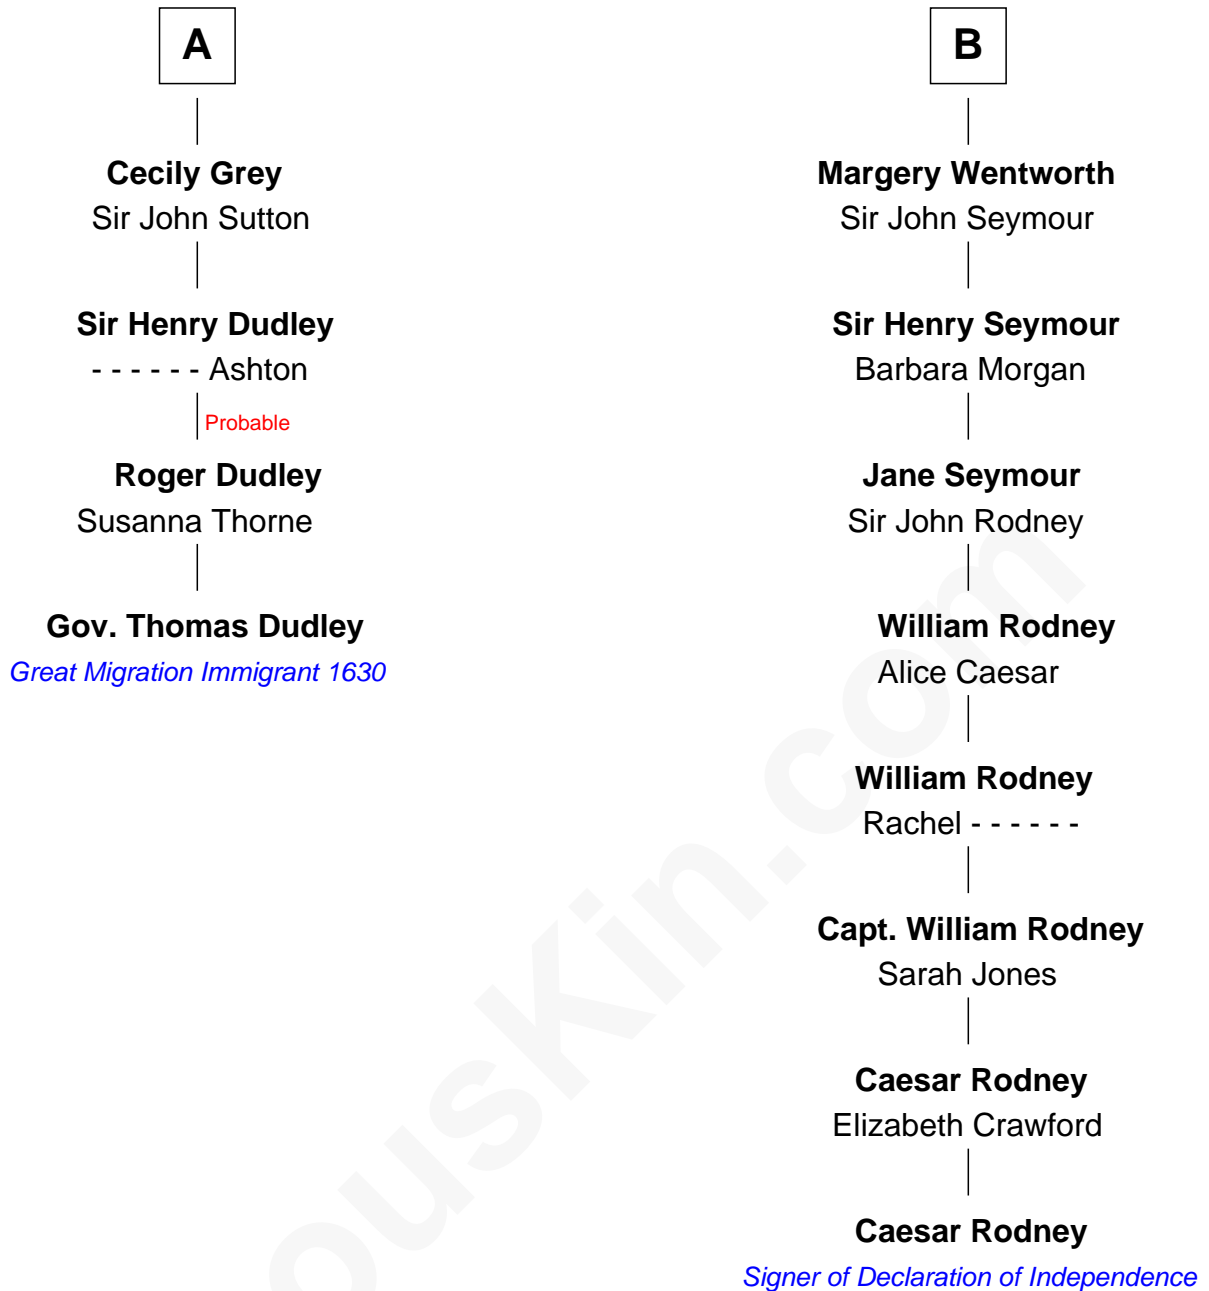 A
Cecily Grey
Sir John Sutton
Sir Henry Dudley
- - - - - - Ashton
Probable
Roger Dudley
Susanna Thorne
Gov. Thomas Dudley
Great Migration Immigrant 1630
B
Margery Wentworth
Sir John Seymour
Sir Henry Seymour
Barbara Morgan
Jane Seymour
Sir John Rodney
William Rodney
Alice Caesar
William Rodney
Rachel - - - - - -
Capt. William Rodney
Sarah Jones
Caesar Rodney
Elizabeth Crawford
Caesar Rodney
Signer of Declaration of Independence
ousKin.com